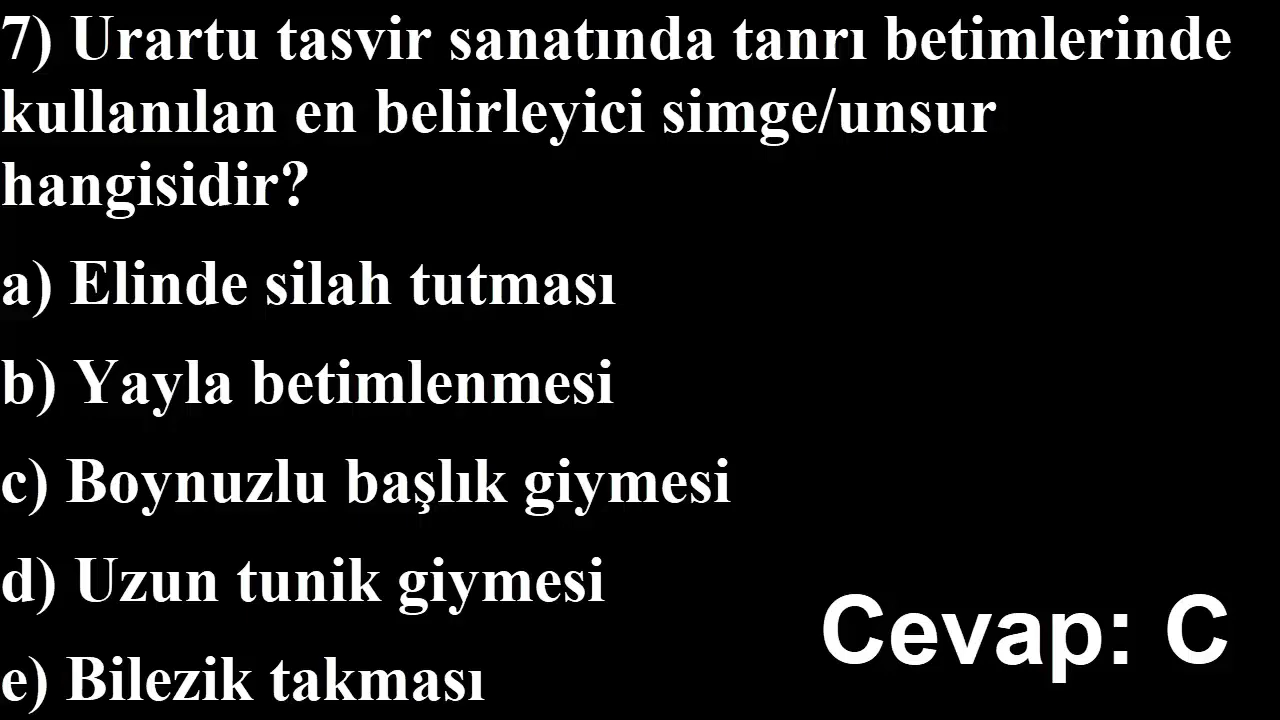 7) Urartu tasvir sanatında tanrı betimlerinde
kullanılan en belirleyici simge/unsur
hangisidir?
a) Elinde silah tutması
b) Yayla betimlenmesi
c) Boynuzlu başlık giymesi
d) Uzun tunik giymesi
e) Bilezik takması
Cevap: C